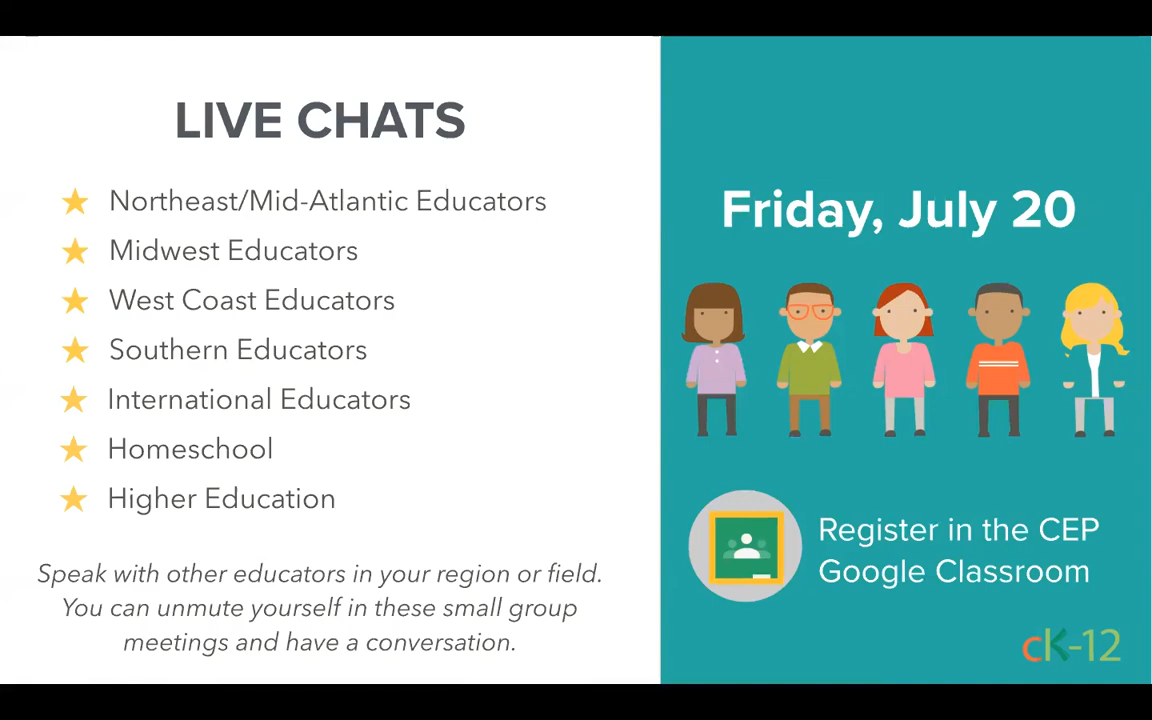 LIVE CHATS
Northeast/Mid-Atlantic Educators
Midwest Educators
West Coast Educators
Southern Educators
International Educators
Homeschool
Higher Education
Speak with other educators in your region or field.
You can unmute yourself in these small group
meetings and have a conversation.
Friday, July 20
Register in the CEP
Google Classroom
cK-12